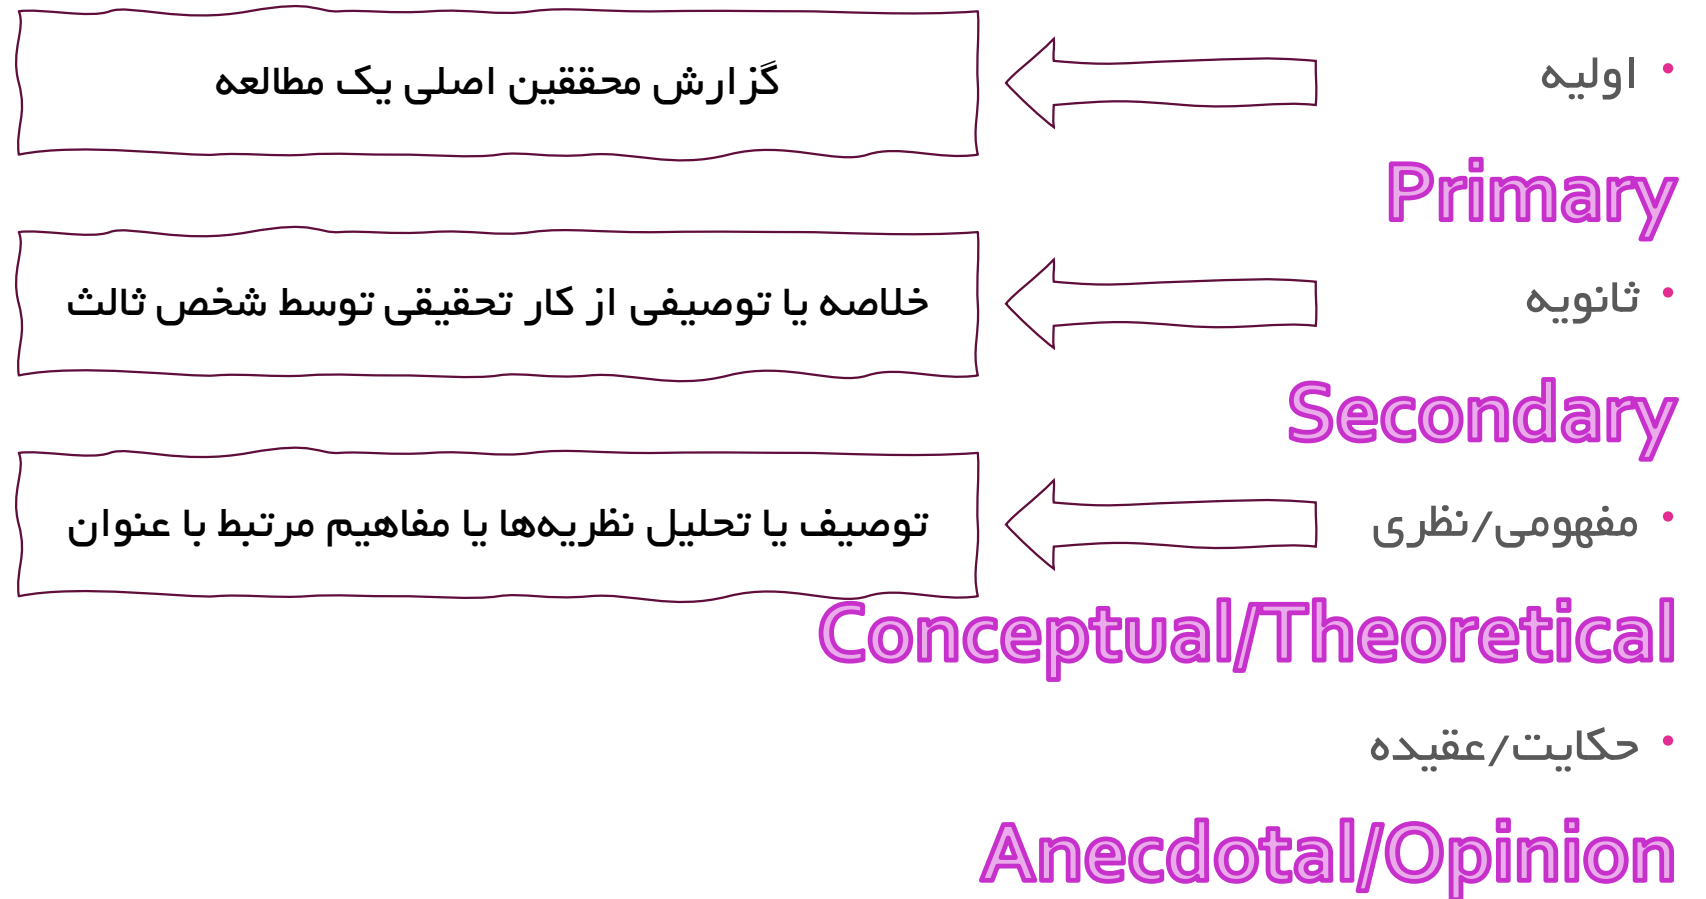 اولیه
گزارش محققین اصلی یک مطالعه
Primary
ثانویه
خلاصه یا توصیفی از کار تحقیقی توسط شخص ثالث
Secondary
مفهومی/نظری
توصیف یا تحلیل نظریه‌ها یا مفاهیم مرتبط با عنوان
Conceptual/Theoretical
حکایت/عقیده
Anecdotal/Opinion